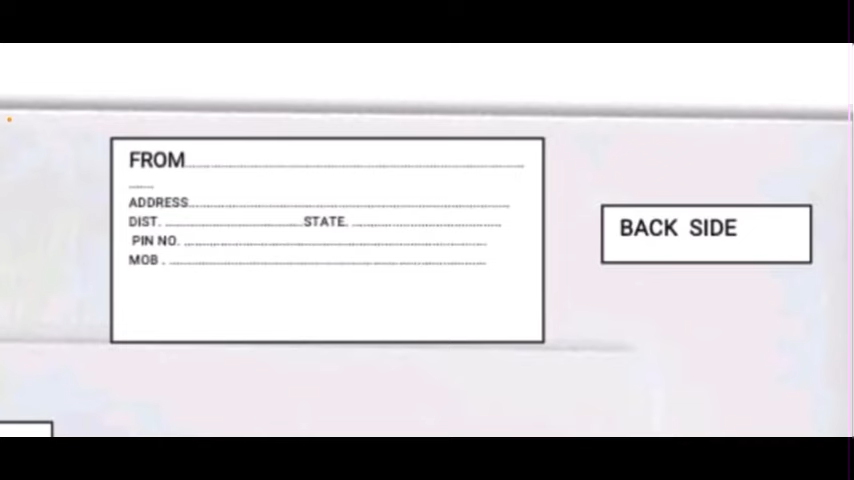 FROM........................................................................
......
ADDRESS........................................................................
DIST. ..............................STATE. ..............................
PIN NO. ............................................................
MOB . ............................................................
BACK SIDE